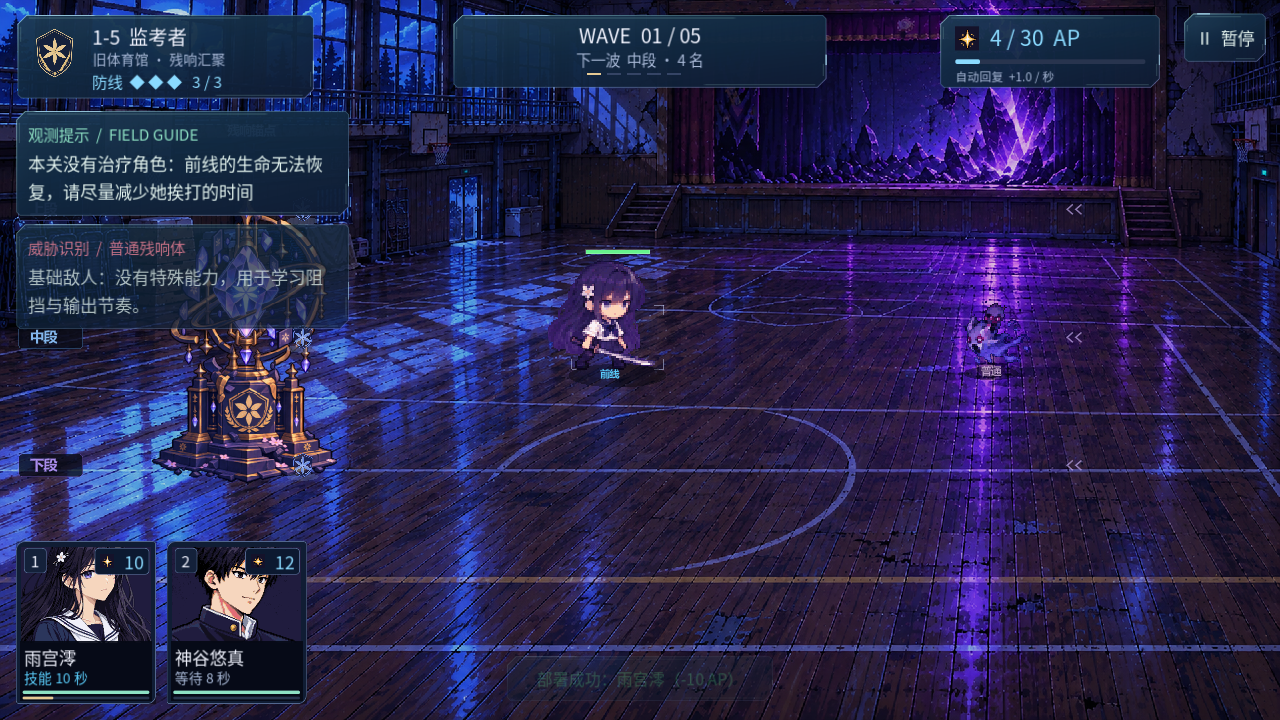 1-5 监考者
旧体育馆 · 残响汇聚
防线 3 / 3
WAVE 01 / 05
下一波 中段 · 4 名
4 / 30 AP
自动回复 +1.0 / 秒
暂停
观测提示 / FIELD GUIDE
本关没有治疗角色：前线的生命无法恢
复，请尽量减少她挨打的时间
威胁识别 / 普通残响体
基础敌人：没有特殊能力，用于学习阻
挡与输出节奏。
中段
前线
普通
下段
1
10
雨宫澪
技能 10 秒
2
12
神谷悠真
等待 8 秒
部署成功：雨宫澪（-10 AP）